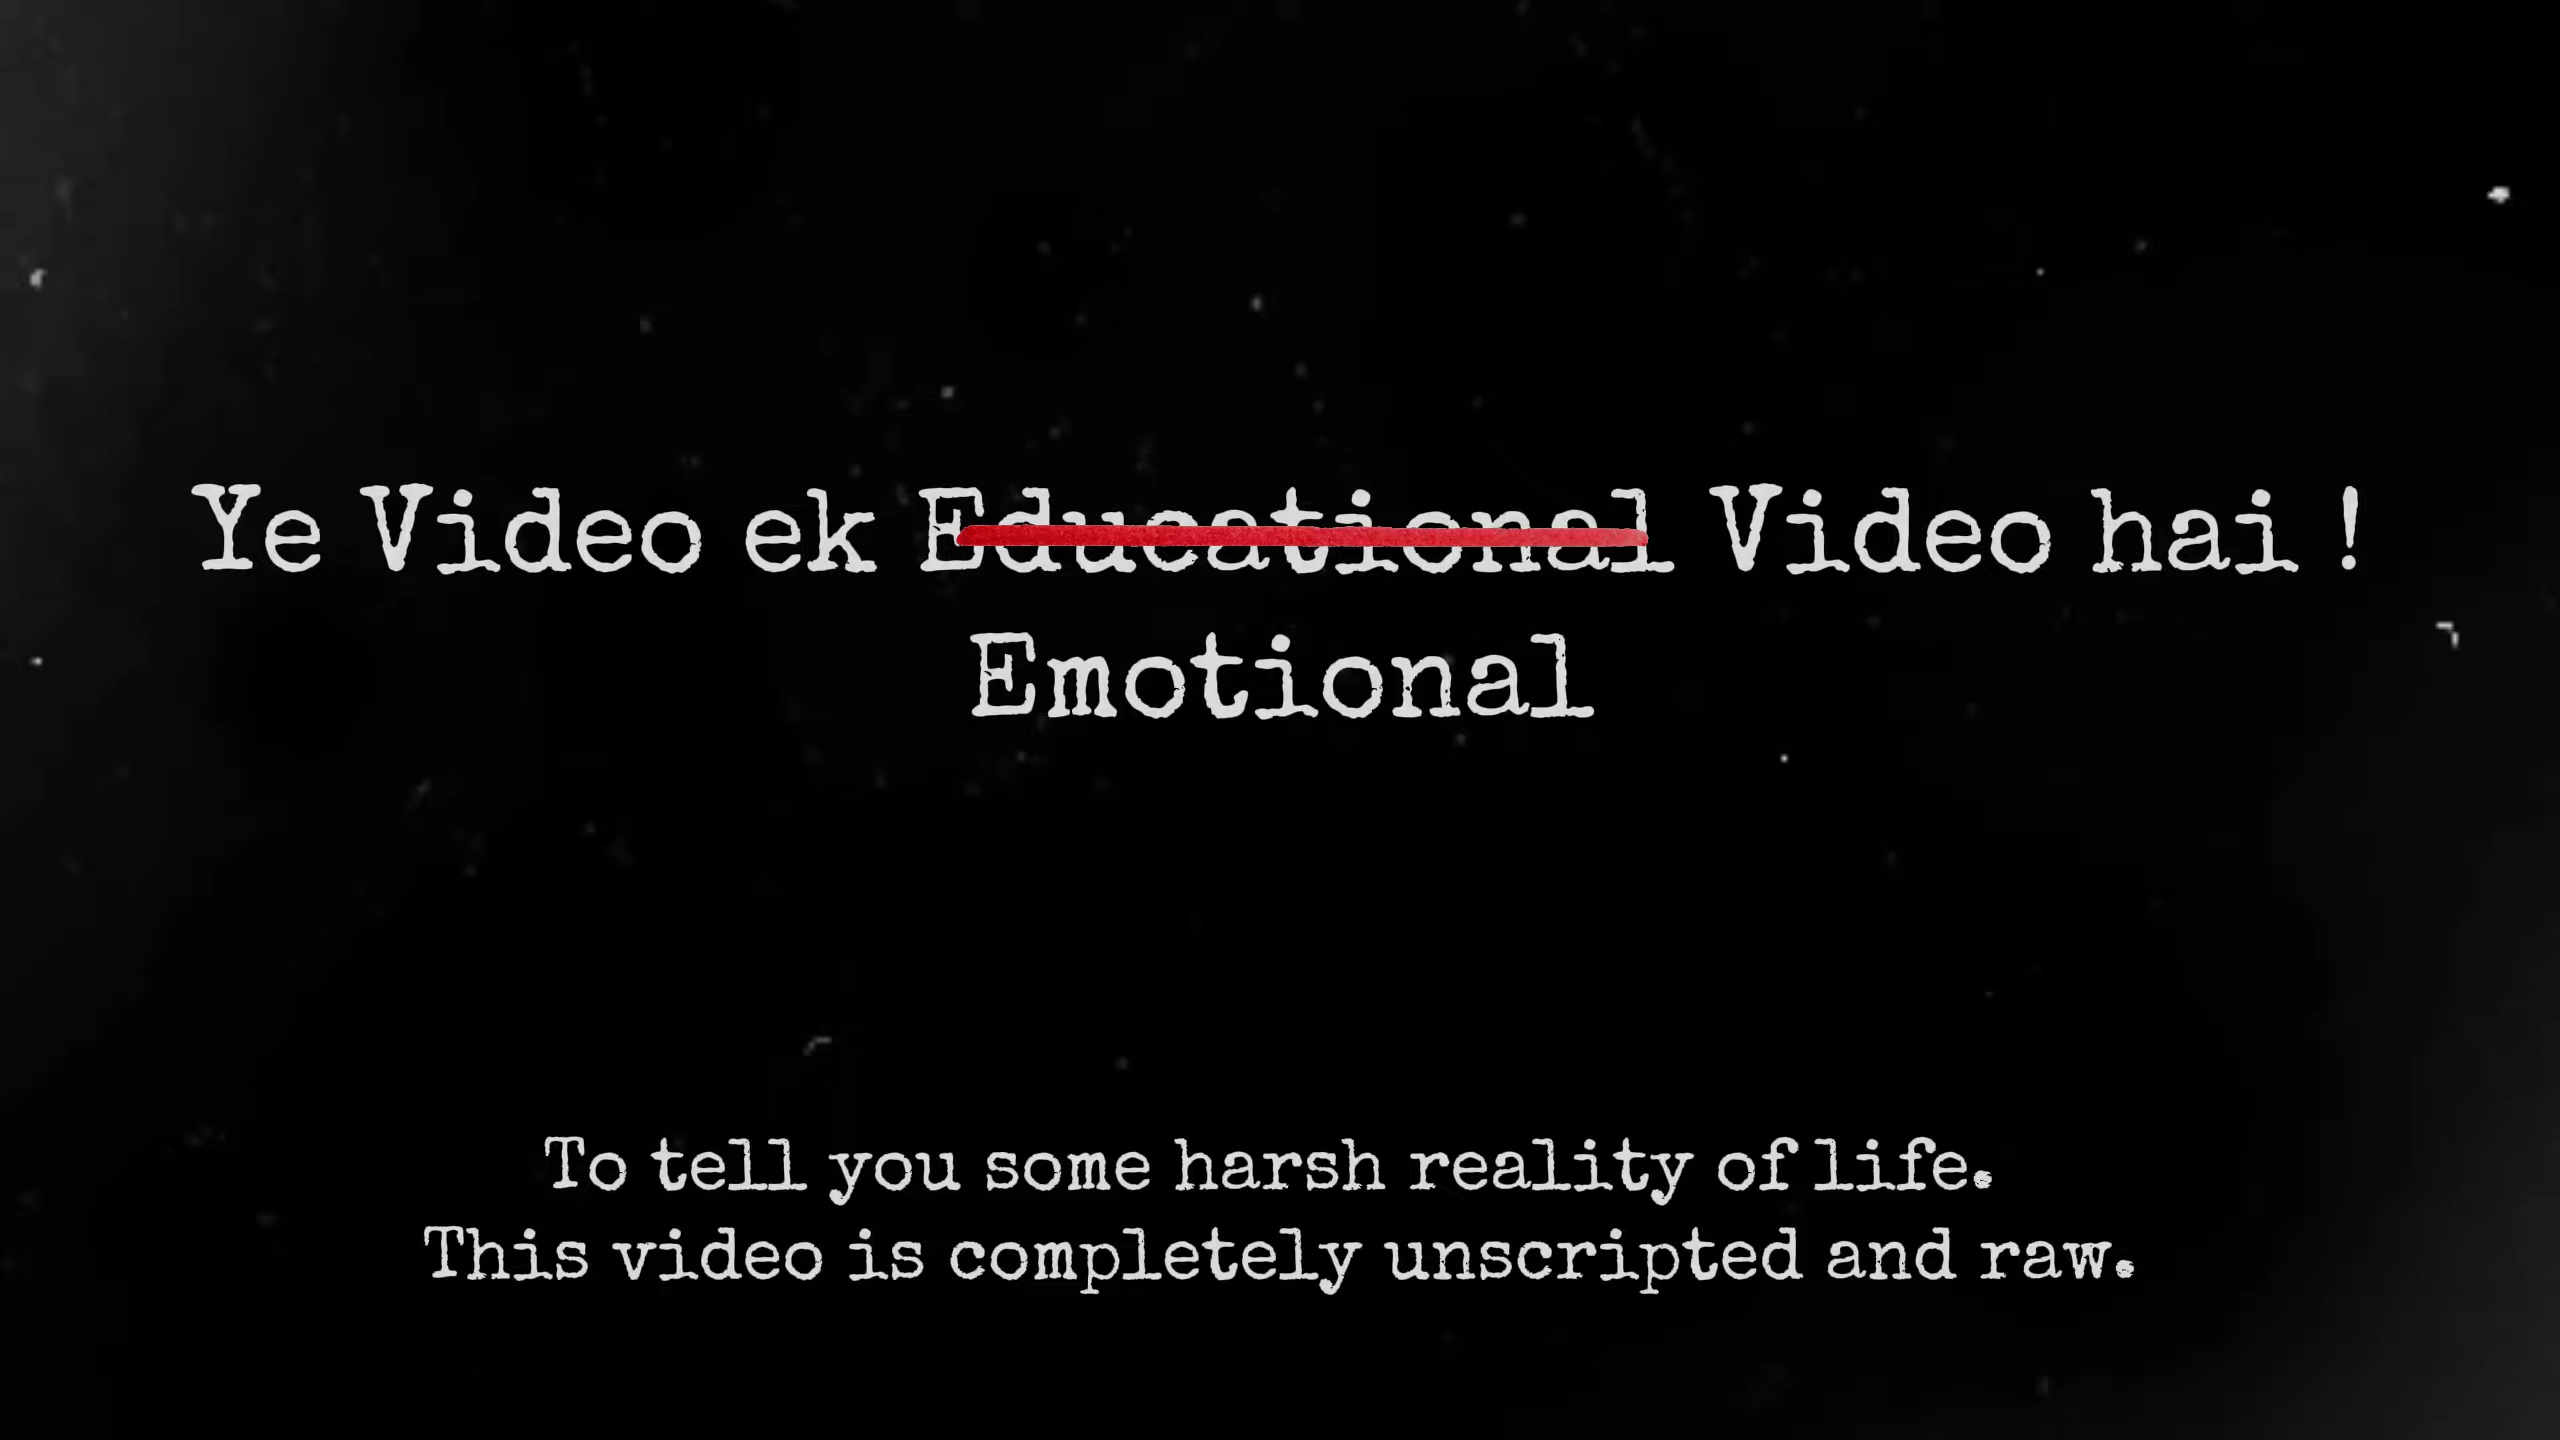 Ye Video ek Educational Video hai !
Emotional
To tell you some harsh reality of life.
This video is completely unscripted and raw.